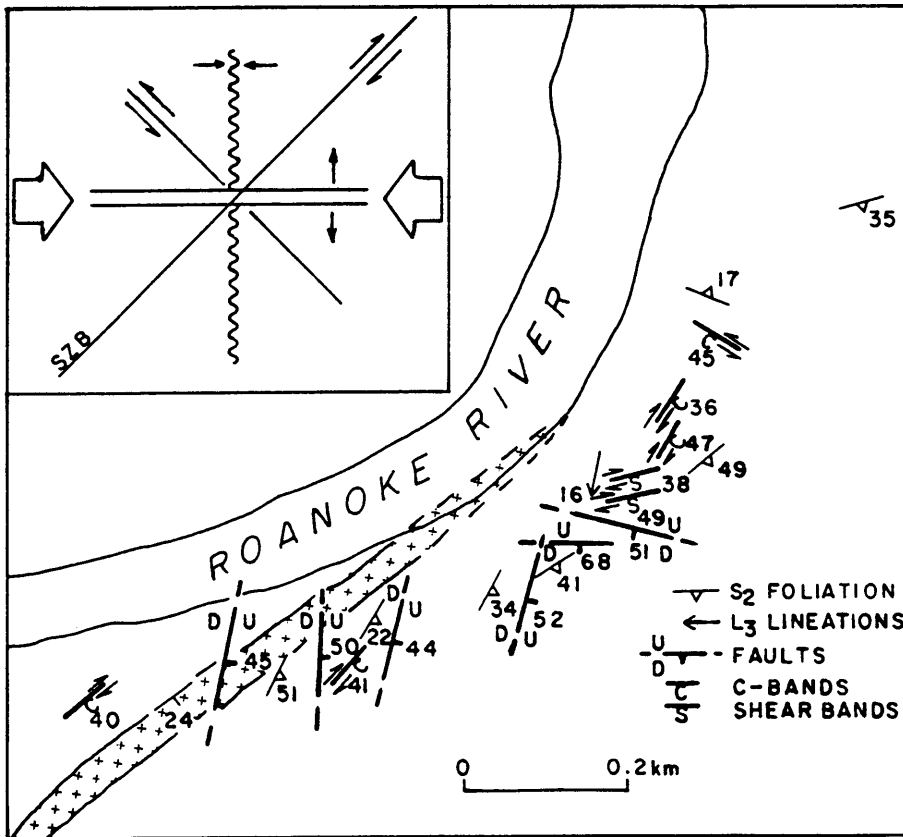 SZB
ROANOKE RIVER
35
17
45
36
47
49
38
16
S
S
49
U
U
51
D
D
68
41
34
52
D
U
D
U
D
U
D
U
22
50
44
45
41
51
40
24
S2 FOLIATION
L3 LINEATIONS
U
D
FAULTS
C
C-BANDS
S
SHEAR BANDS
0
0.2km